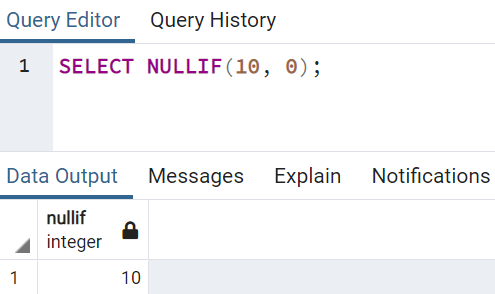 Query Editor Query History
1 SELECT NULLIF(10, 0);
Data Output Messages Explain Notifications
nullif
integer
1 10